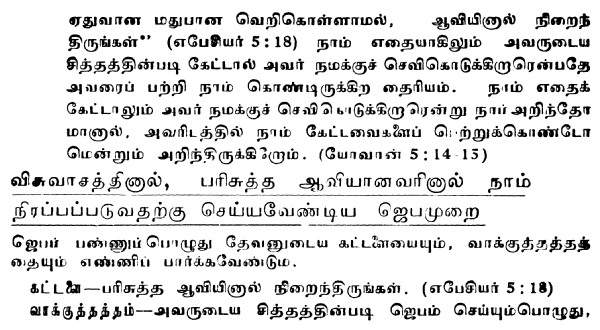 ஏதுவான மதுபான வெறிகொள்ளாமல், ஆவியினால் நிறைந்
திருங்கள்” (எபேசியர் 5 : 18) நாம் எதையாகிலும் அவருடைய
சித்தத்தின்படி கேட்டால் அவர் நமக்குச் செவிகொடுக்கிறாரென்பதே
அவரைப் பற்றி நாம் கொண்டிருக்கிற தைரியம். நாம் எதைக்
கேட்டாலும் அவர் நமக்குச் செவிகொடுக்கிறாரென்று நாம் அறிந்தோ
மானால், அவரிடத்தில் நாம் கேட்டவைகளைப் பெற்றுக்கொண்டோ
மென்றும் அறிந்திருக்கிறோம். (யோவான் 5 : 14-15)
விசுவாசத்தினால், பரிசுத்த ஆவியானவரினால் நாம்
நிரப்பப்படுவதற்கு செய்யவேண்டிய ஜெபமுறை
ஜெபம் பண்ணும்பொழுது தேவனுடைய கட்டளையையும், வாக்குத்தத்தத்
தையும் எண்ணிப் பார்க்கவேண்டும.
கட்டளை—பரிசுத்த ஆவியினால் நிறைந்திருங்கள். (எபேசியர் 5 : 18)
வாக்குத்தத்தம்—அவருடைய சித்தத்தின்படி ஜெபம் செய்யும்பொழுது,